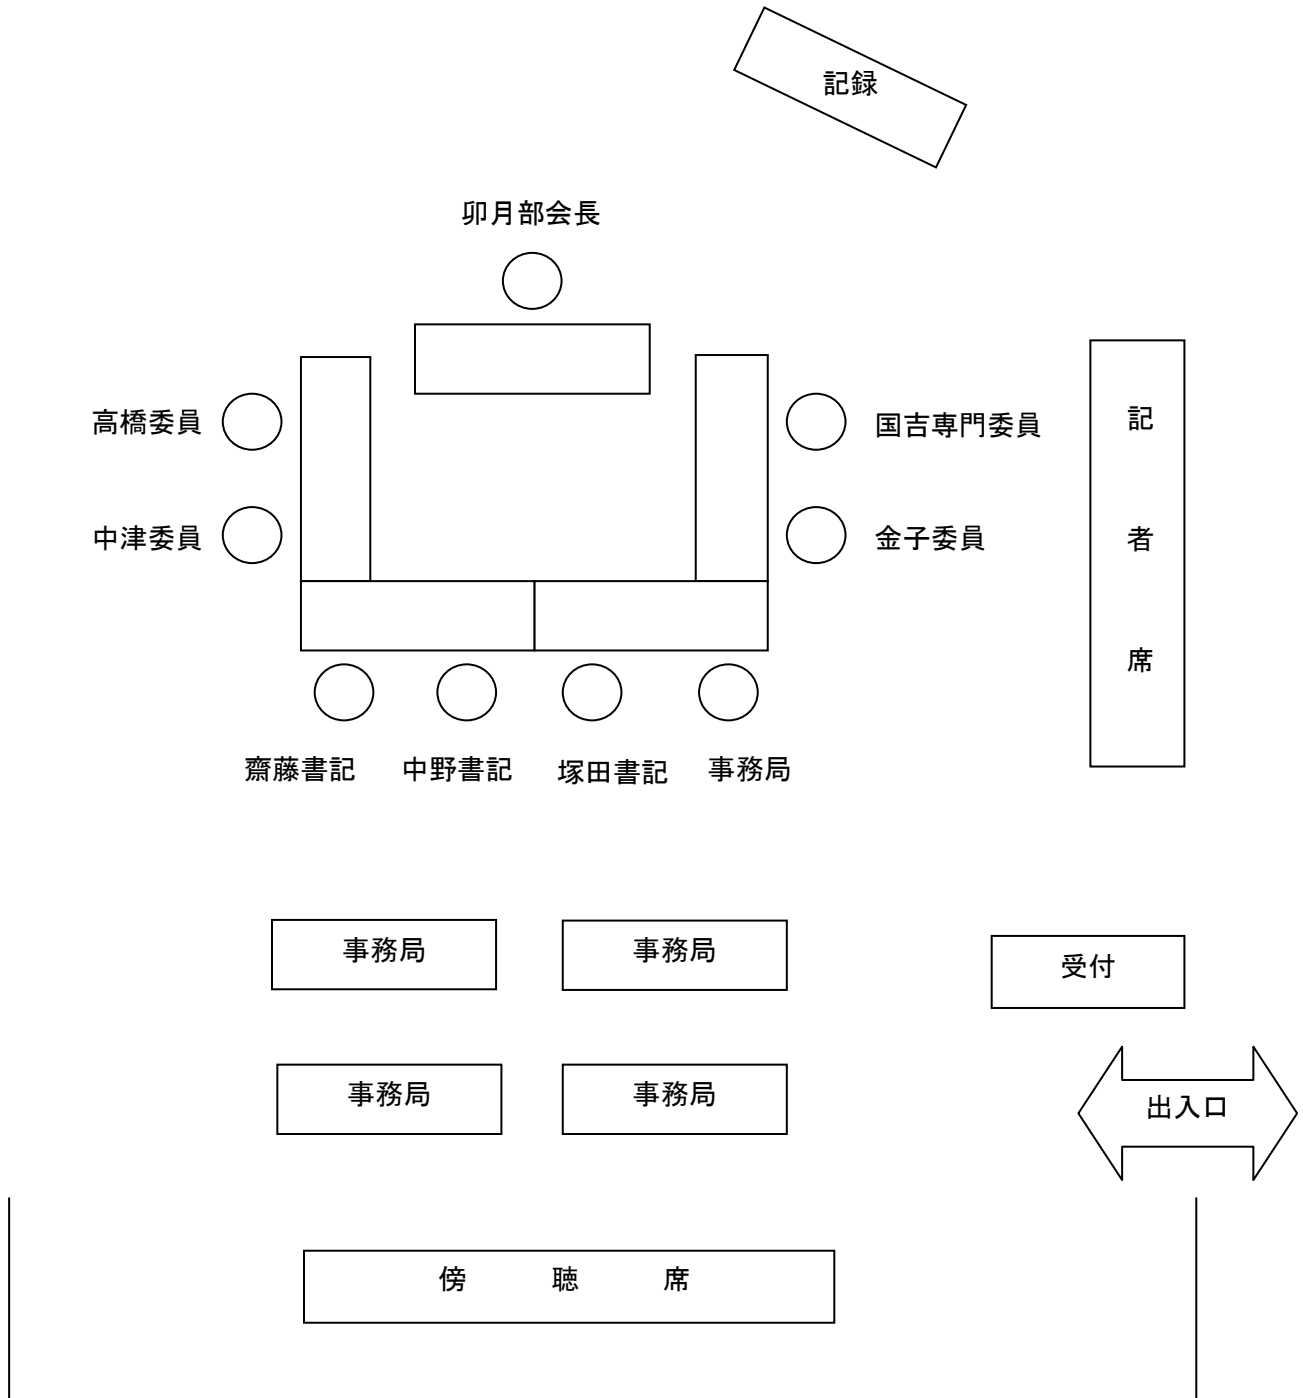 記録
卯月部会長
高橋委員
国吉専門委員
中津委員
金子委員
記者席
齋藤書記
中野書記
塚田書記
事務局
事務局
事務局
受付
事務局
事務局
出入口
傍聴席